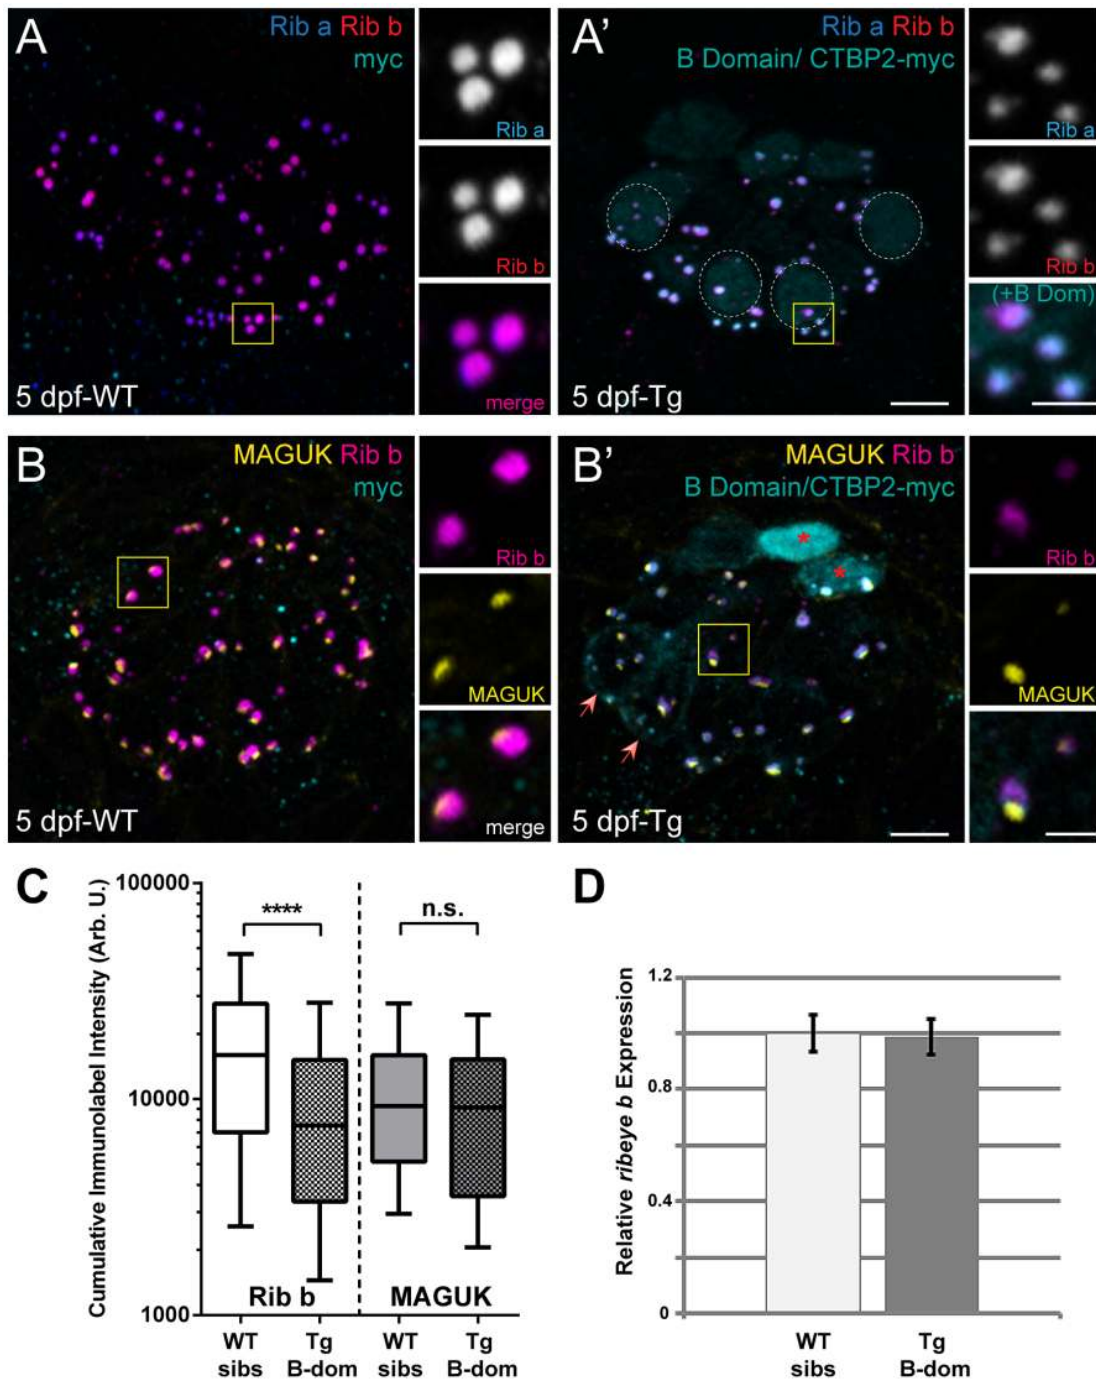 A
Rib a Rib b
myc
5 dpf-WT
Rib a
Rib b
merge
A'
Rib a Rib b
B Domain/ CTBP2-myc
5 dpf-Tg
Rib a
Rib b
(+B Dom)
B
MAGUK Rib b
myc
5 dpf-WT
Rib b
MAGUK
merge
B'
MAGUK Rib b
B Domain/CTBP2-myc
*
*
5 dpf-Tg
Rib b
MAGUK
C
Cumulative Immunolabel Intensity (Arb. U.)
100000
10000
1000
****
n.s.
Rib b
MAGUK
WT
sibs
Tg
B-dom
WT
sibs
Tg
B-dom
D
Relative ribeye b Expression
1.2
0.8
0.4
0
WT
sibs
Tg
B-dom